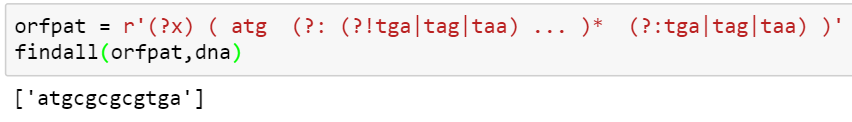 orfpat = r'(?x) ( atg  (?: (?!tga|tag|taa) ... )*  (?:tga|tag|taa) )'
findall(orfpat,dna)
['atgcgcgcgtga']